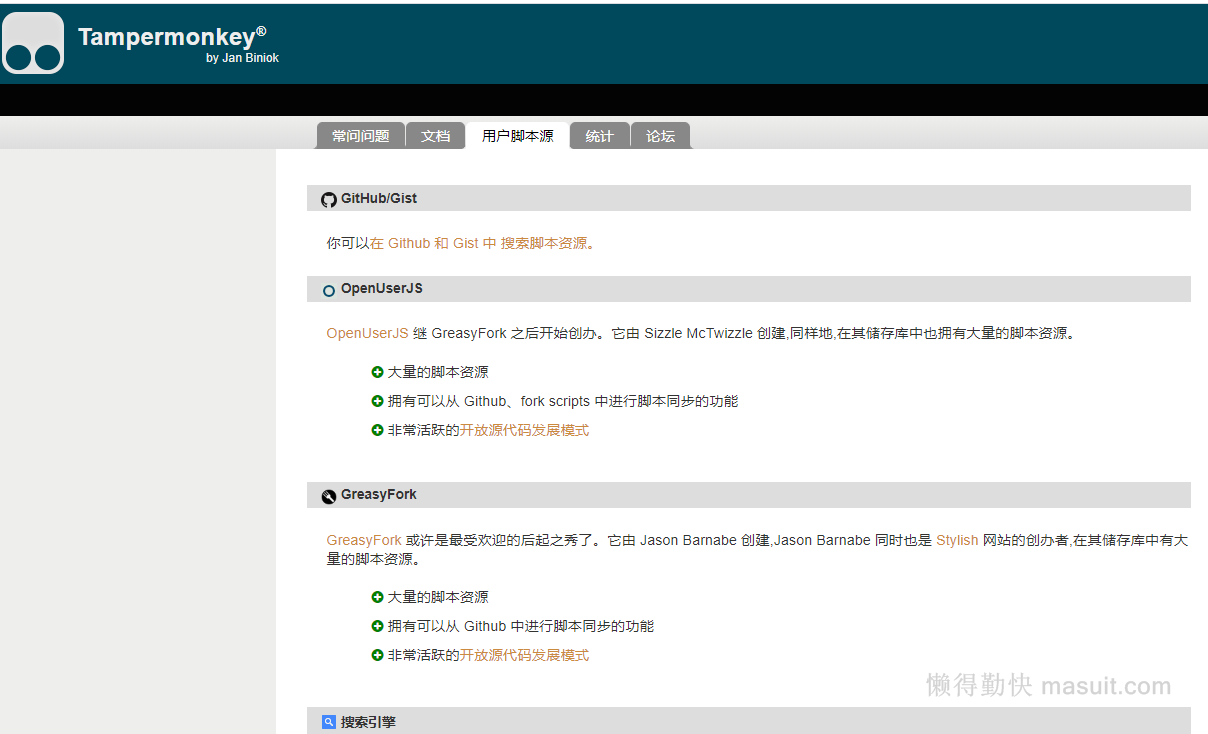 Tampermonkey®
by Jan Biniok
常问问题 文档 用户脚本源 统计 论坛
GitHub/Gist
你可以在 Github 和 Gist 中 搜索脚本资源。
OpenUserJS
OpenUserJS 继 GreasyFork 之后开始创办。它由 Sizzle McTwizzle 创建,同样地,在其储存库中也拥有大量的脚本资源。
大量的脚本资源
拥有可以从 Github、fork scripts 中进行脚本同步的功能
非常活跃的开放源代码发展模式
GreasyFork
GreasyFork 或许是最受欢迎的后起之秀了。它由 Jason Barnabe 创建,Jason Barnabe 同时也是 Stylish 网站的创办者,在其储存库中有大
量的脚本资源。
大量的脚本资源
拥有可以从 Github 中进行脚本同步的功能
非常活跃的开放源代码发展模式
懒得勤快 masuit.com
搜索引擎